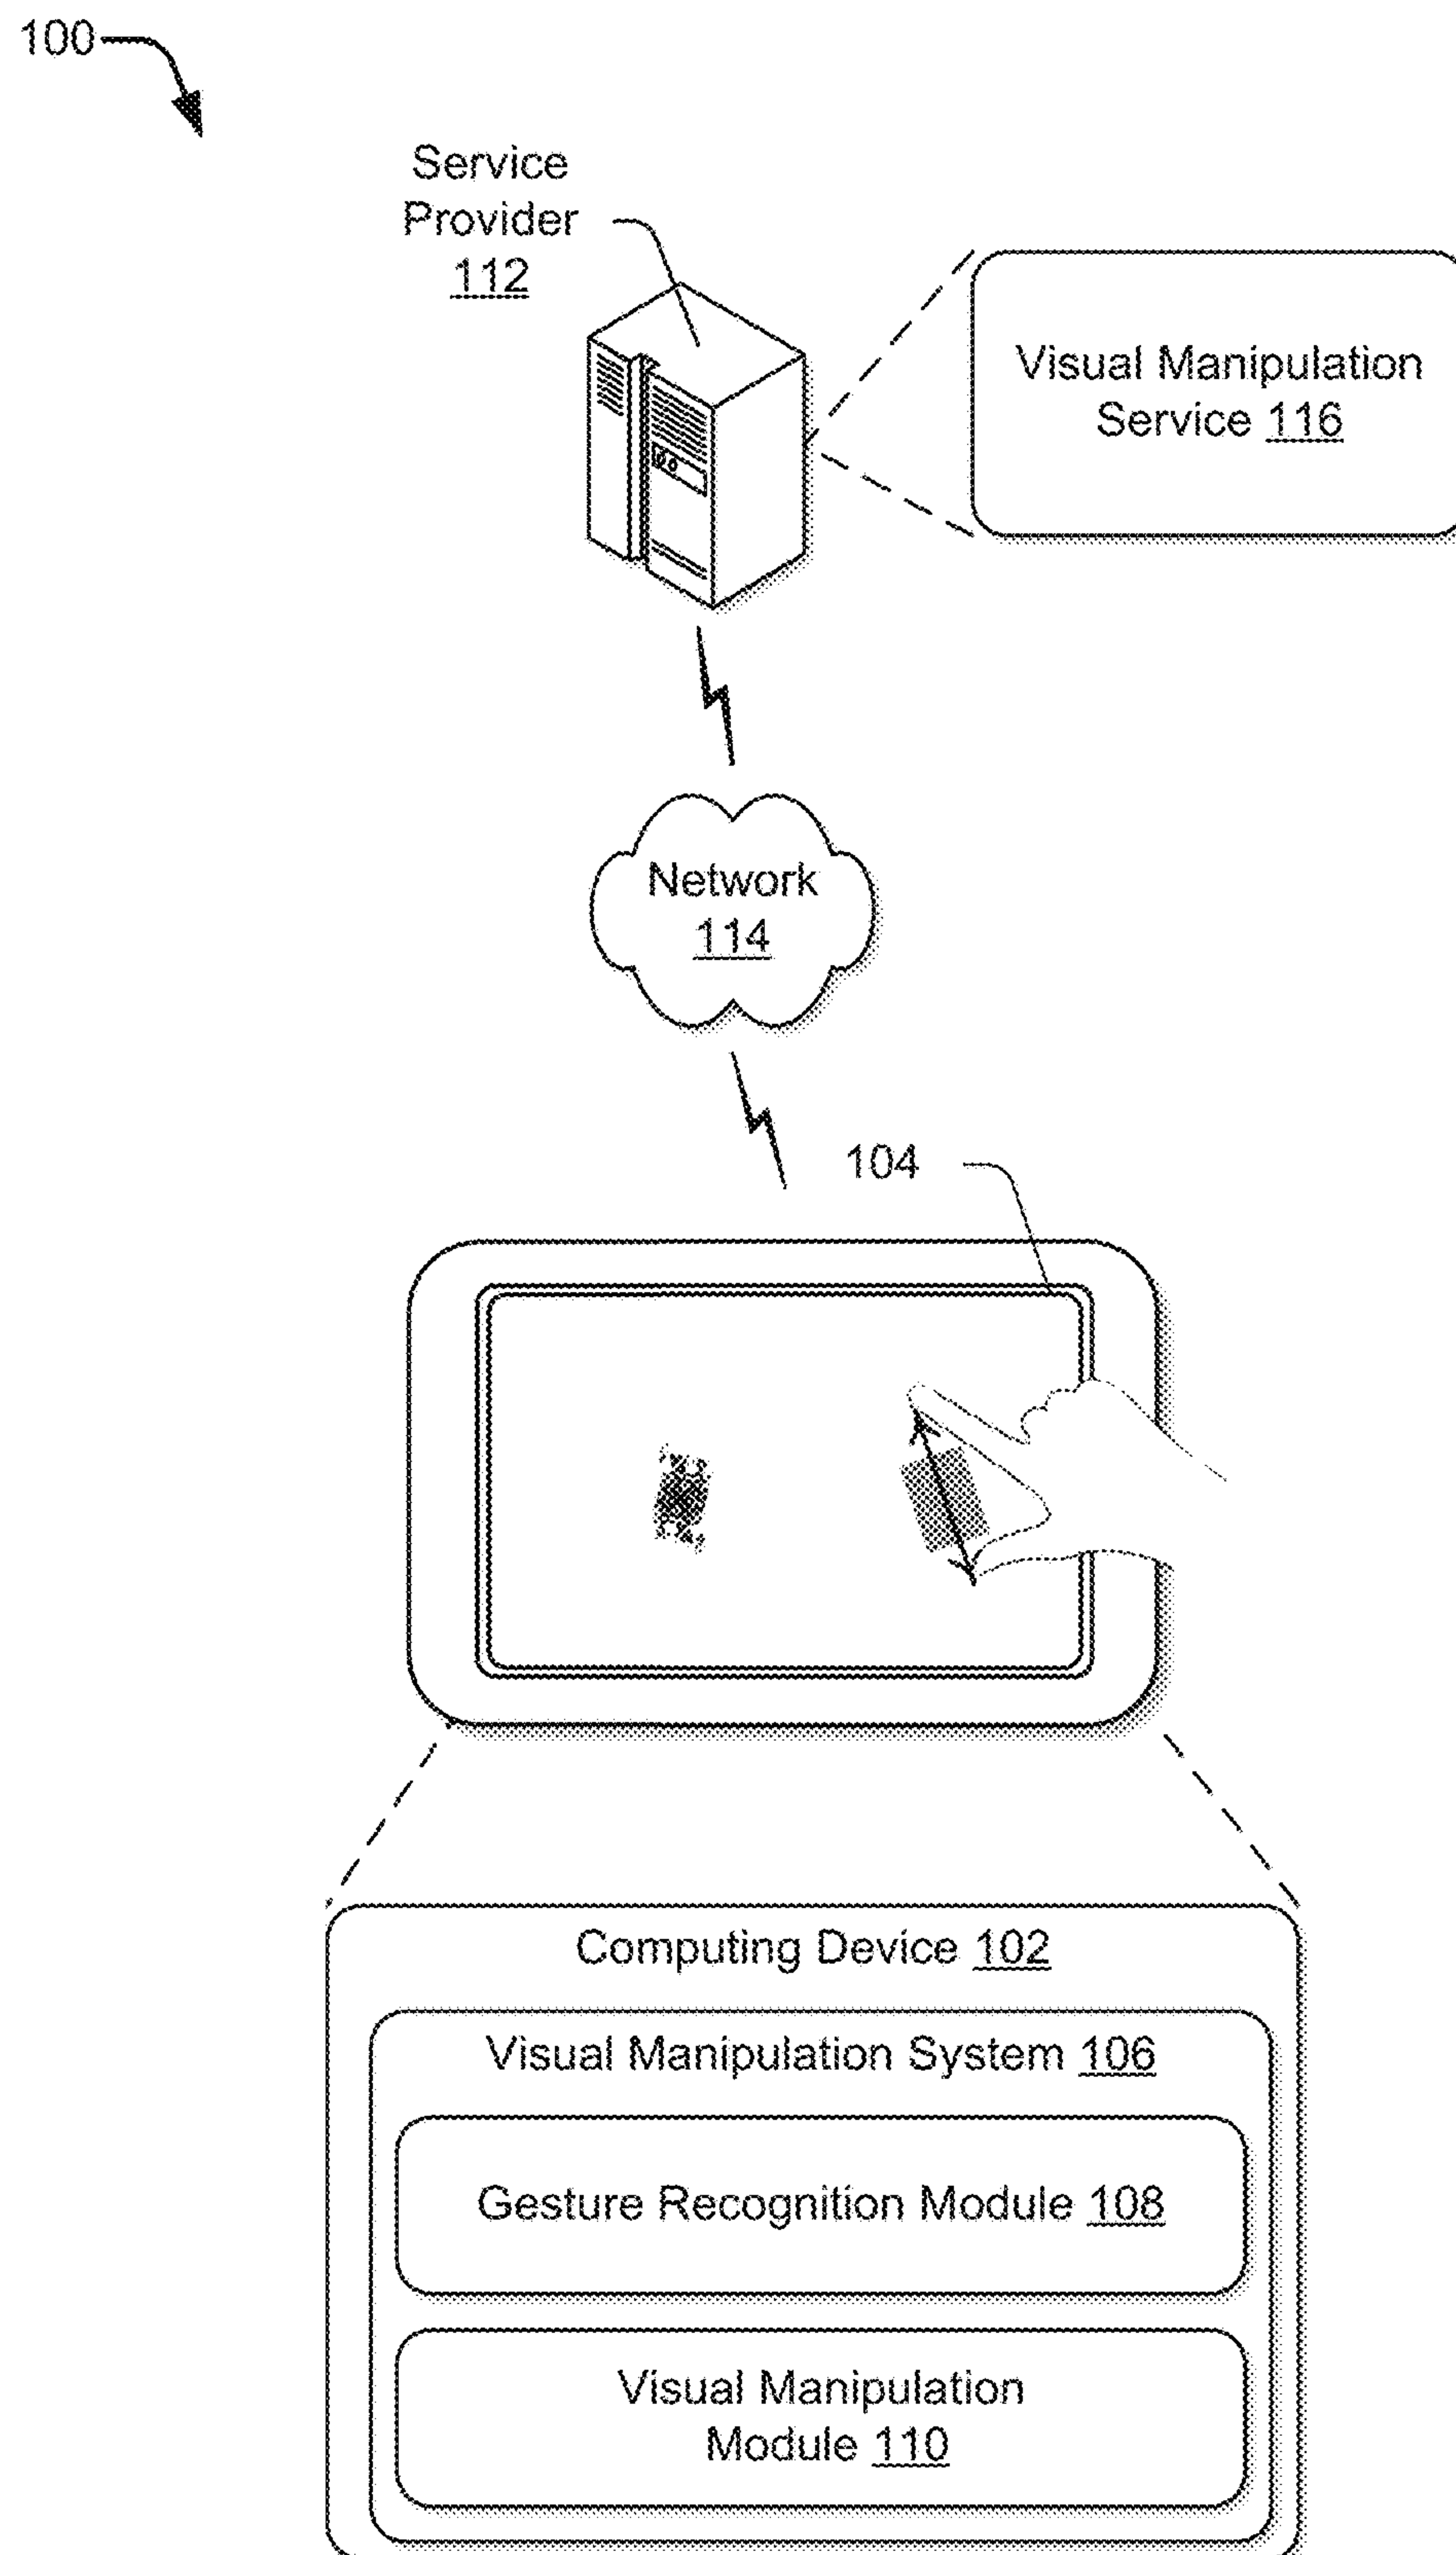 100
Service
Provider
112
Visual Manipulation
Service 116
Network
114
104
Computing Device 102
Visual Manipulation System 106
Gesture Recognition Module 108
Visual Manipulation
Module 110